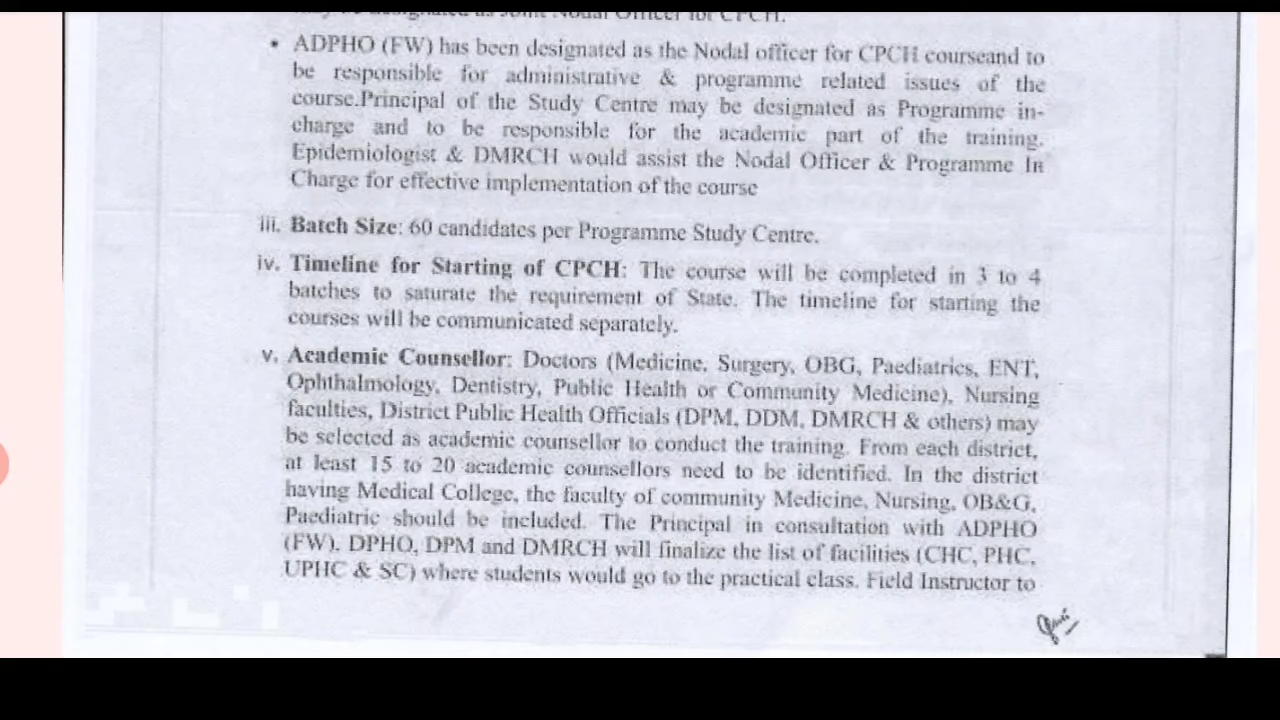 may be designated as Joint Nodal Officer for CPCH.
• ADPHO (FW) has been designated as the Nodal officer for CPCH courseand to
be responsible for administrative & programme related issues of the
course.Principal of the Study Centre may be designated as Programme in-
charge and to be responsible for the academic part of the training.
Epidemiologist & DMRCH would assist the Nodal Officer & Programme In
Charge for effective implementation of the course
iii. Batch Size: 60 candidates per Programme Study Centre.
iv. Timeline for Starting of CPCH: The course will be completed in 3 to 4
batches to saturate the requirement of State. The timeline for starting the
courses will be communicated separately.
v. Academic Counsellor: Doctors (Medicine, Surgery, OBG, Paediatrics, ENT,
Ophthalmology, Dentistry, Public Health or Community Medicine), Nursing
faculties, District Public Health Officials (DPM, DDM, DMRCH & others) may
be selected as academic counsellor to conduct the training. From each district,
at least 15 to 20 academic counsellors need to be identified. In the district
having Medical College, the faculty of community Medicine, Nursing, OB&G,
Paediatric should be included. The Principal in consultation with ADPHO
(FW), DPHO, DPM and DMRCH will finalize the list of facilities (CHC, PHC,
UPHC & SC) where students would go to the practical class. Field Instructor to